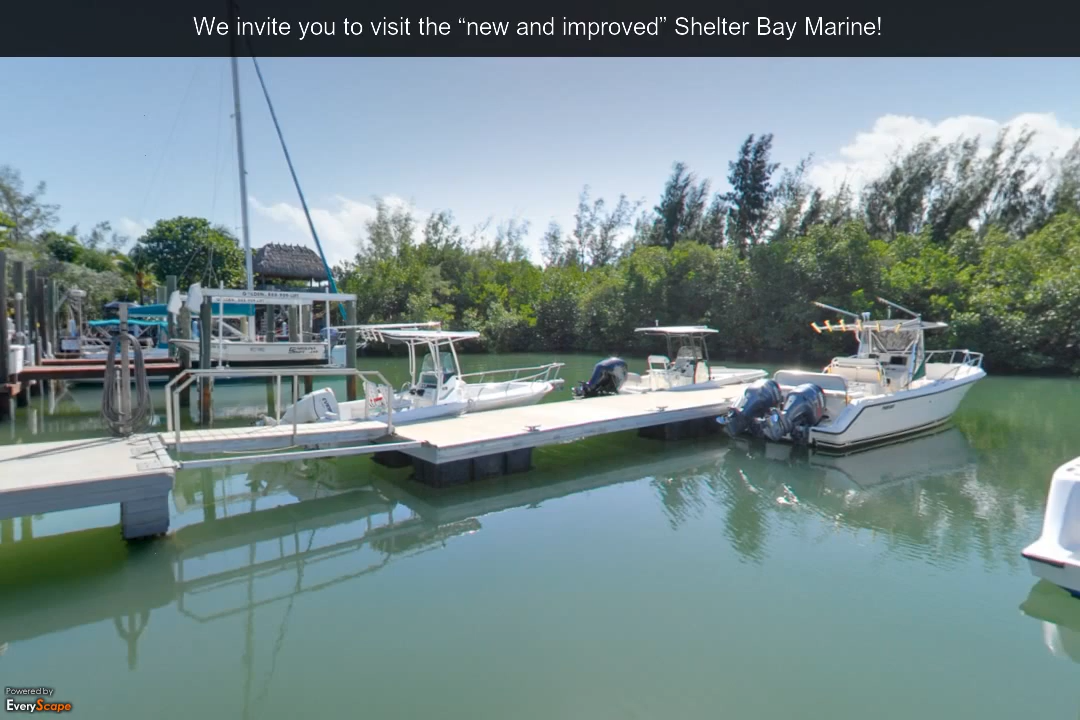 We invite you to visit the “new and improved” Shelter Bay Marine!
Powered by
EveryScape